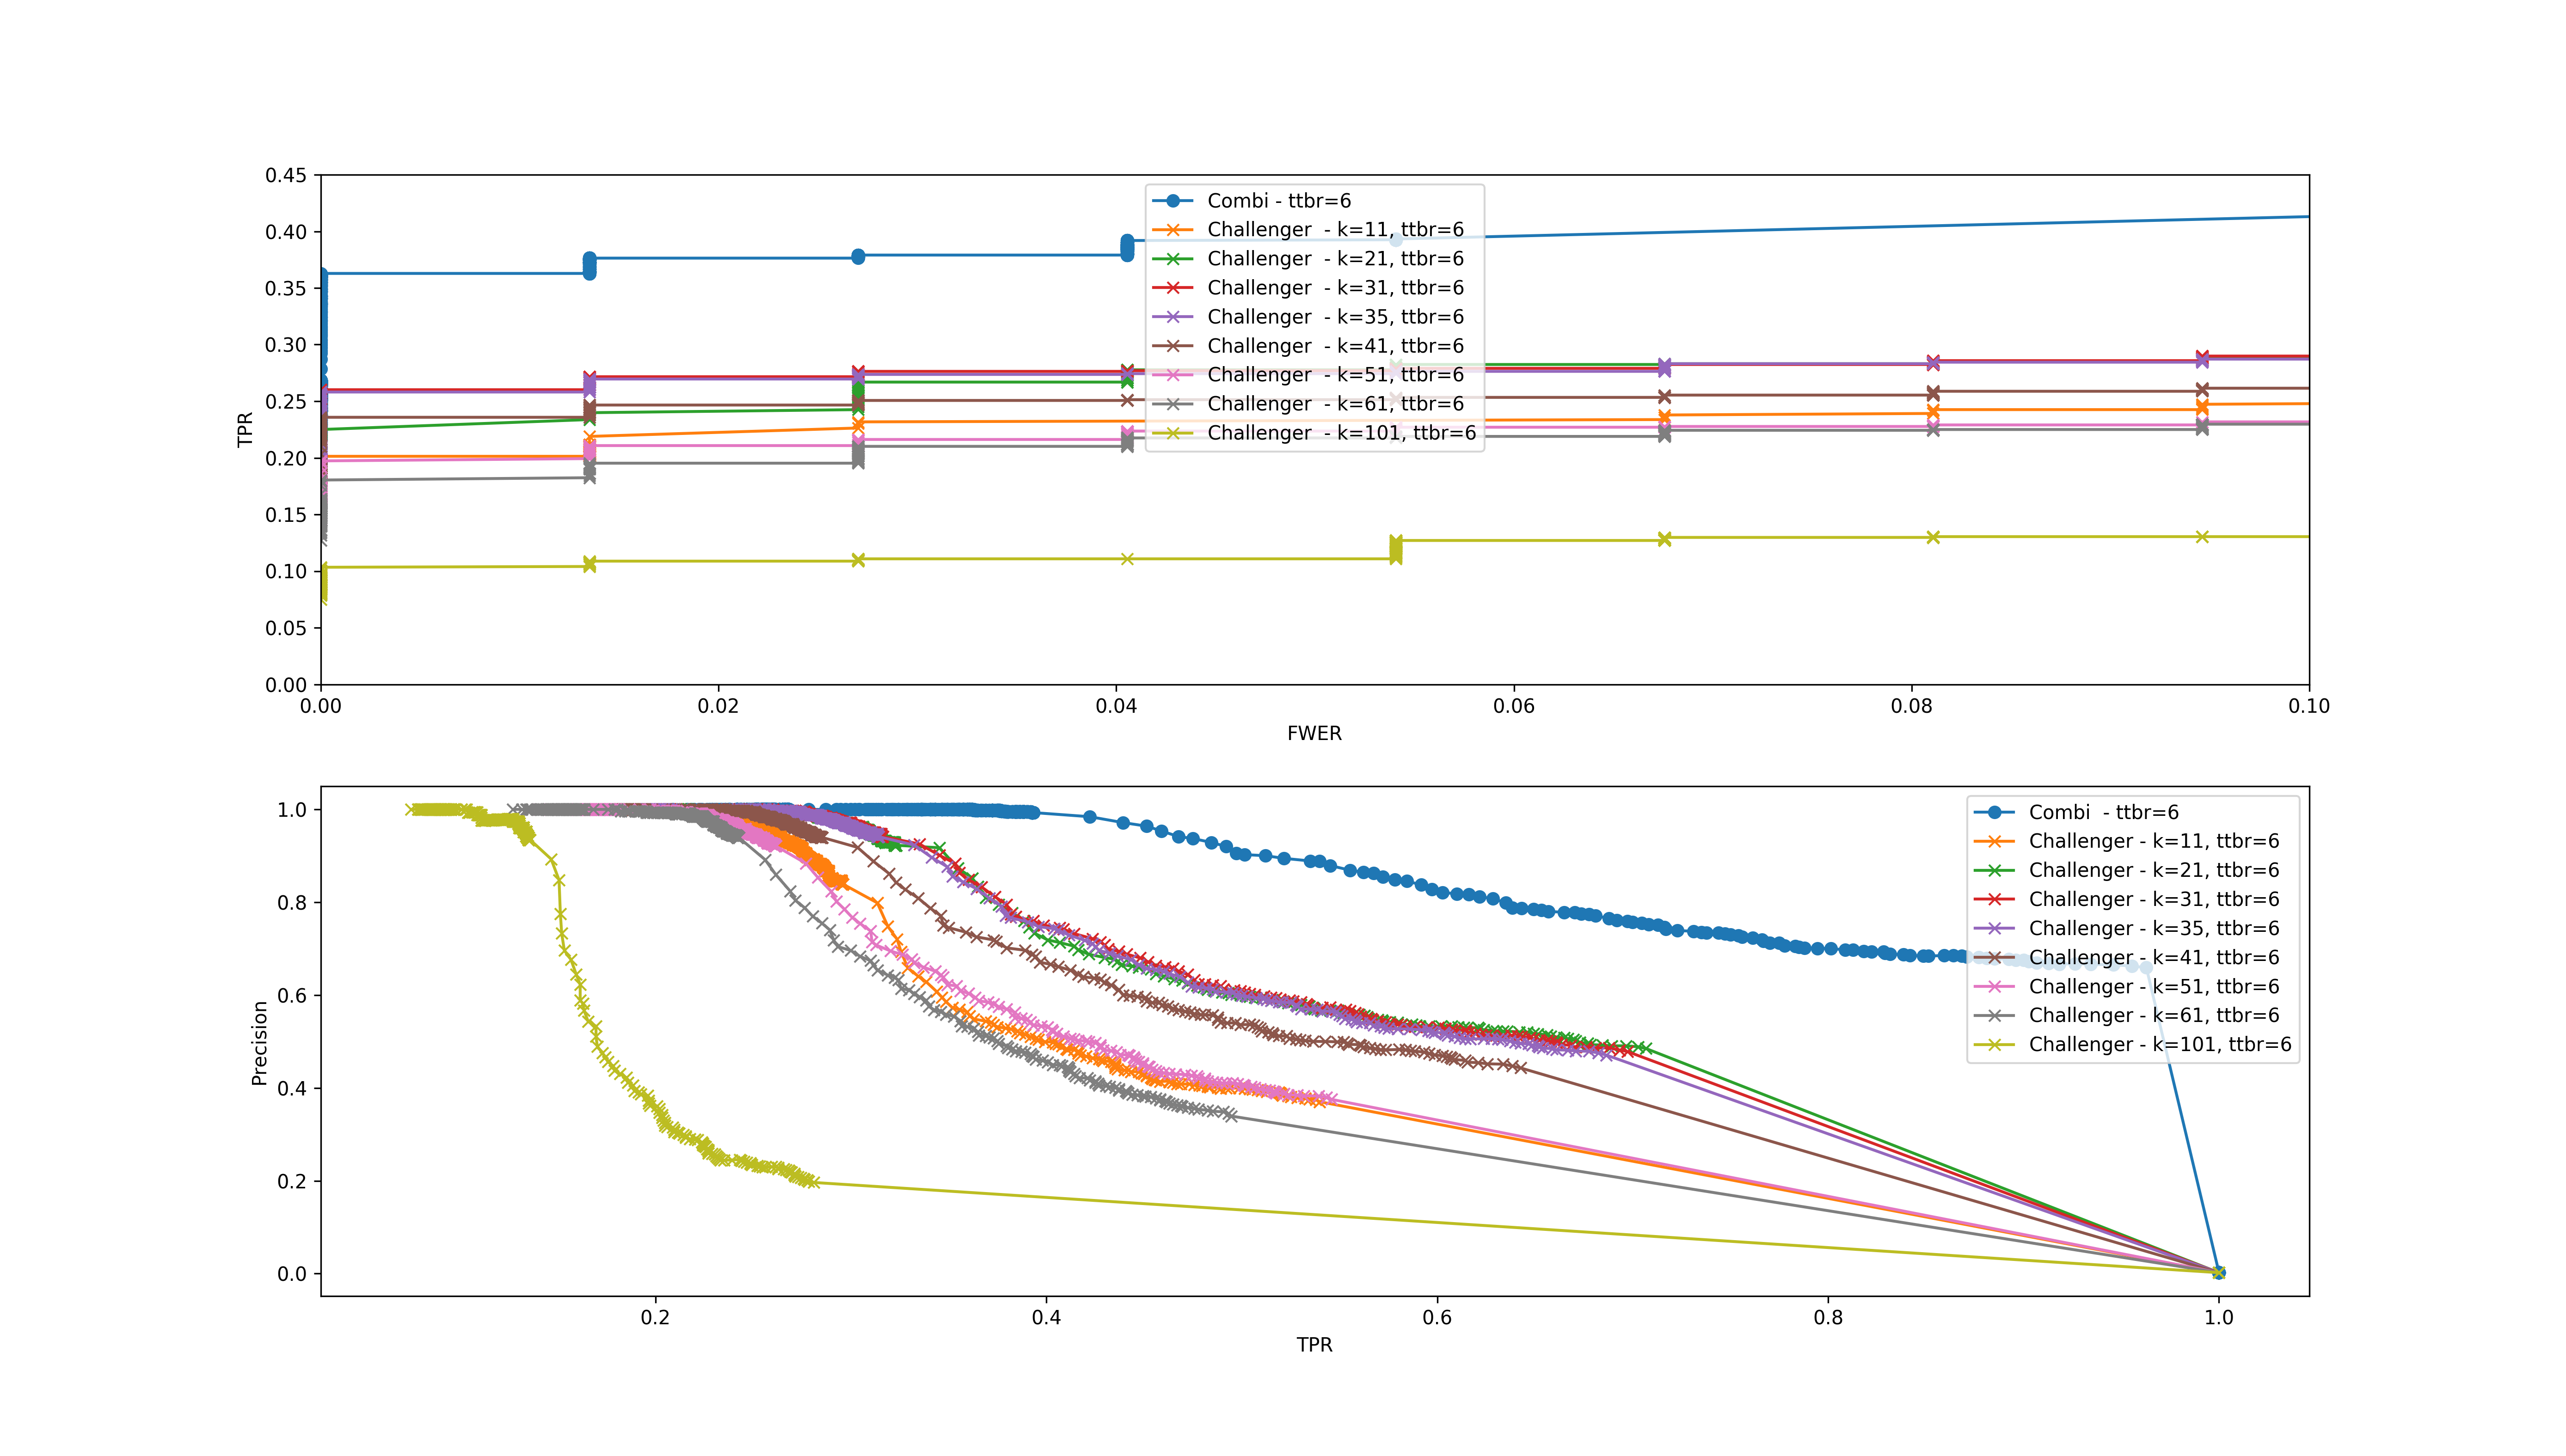 0.45
0.40
0.35
0.30
0.25
0.20
0.15
0.10
0.05
0.00
TPR
Combi - ttbr=6
Challenger  - k=11, ttbr=6
Challenger  - k=21, ttbr=6
Challenger  - k=31, ttbr=6
Challenger  - k=35, ttbr=6
Challenger  - k=41, ttbr=6
Challenger  - k=51, ttbr=6
Challenger  - k=61, ttbr=6
Challenger  - k=101, ttbr=6
0.00 0.02 0.04 0.06 0.08 0.10
FWER
1.0
0.8
0.6
0.4
0.2
0.0
Precision
Combi  - ttbr=6
Challenger - k=11, ttbr=6
Challenger - k=21, ttbr=6
Challenger - k=31, ttbr=6
Challenger - k=35, ttbr=6
Challenger - k=41, ttbr=6
Challenger - k=51, ttbr=6
Challenger - k=61, ttbr=6
Challenger - k=101, ttbr=6
0.2 0.4 0.6 0.8 1.0
TPR